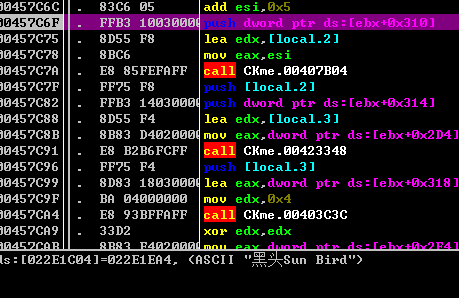 00457C6C . 83C6 05 add esi,0x5
00457C6F . FFB3 10030000 push dword ptr ds:[ebx+0x310]
00457C75 . 8D55 F8 lea edx,[local.2]
00457C78 . 8BC6 mov eax,esi
00457C7A . E8 85FEFAFF call CKme.00407B04
00457C7F . FF75 F8 push [local.2]
00457C82 . FFB3 14030000 push dword ptr ds:[ebx+0x314]
00457C88 . 8D55 F4 lea edx,[local.3]
00457C8B . 8B83 D4020000 mov eax,dword ptr ds:[ebx+0x2D4]
00457C91 . E8 B2B6FCFF call CKme.00423348
00457C96 . FF75 F4 push [local.3]
00457C99 . 8D83 18030000 lea eax,dword ptr ds:[ebx+0x318]
00457C9F . BA 04000000 mov edx,0x4
00457CA4 . E8 93BFFAFF call CKme.00403C3C
00457CA9 . 33D2 xor edx,edx
00457CAB . 8B83 F4020000 mov eax,dword ptr ds:[ebx+0x2F4]
ds:[022E1C04]=022E1EA4, (ASCII "黑头Sun Bird")